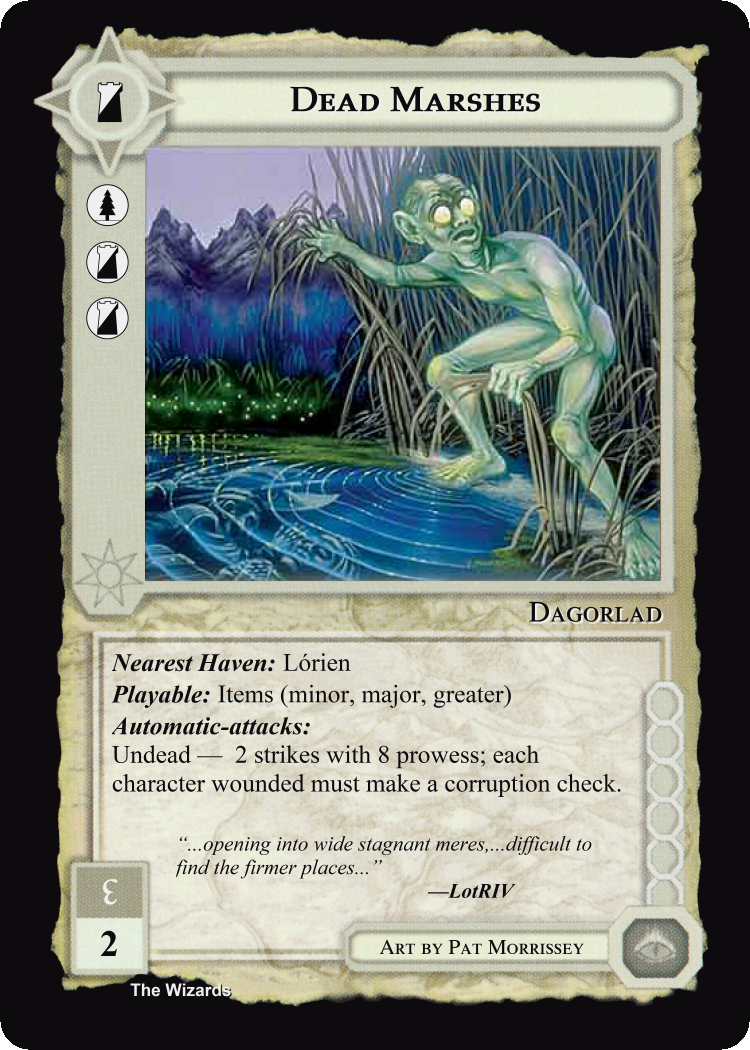 Dead Marshes
Dagorlad
Nearest Haven: Lórien
Playable: Items (minor, major, greater)
Automatic-attacks:
Undead — 2 strikes with 8 prowess; each
character wounded must make a corruption check.
“...opening into wide stagnant meres,...difficult to
find the firmer places...”
—LotRIV
ε
2
Art by Pat Morrissey
The Wizards